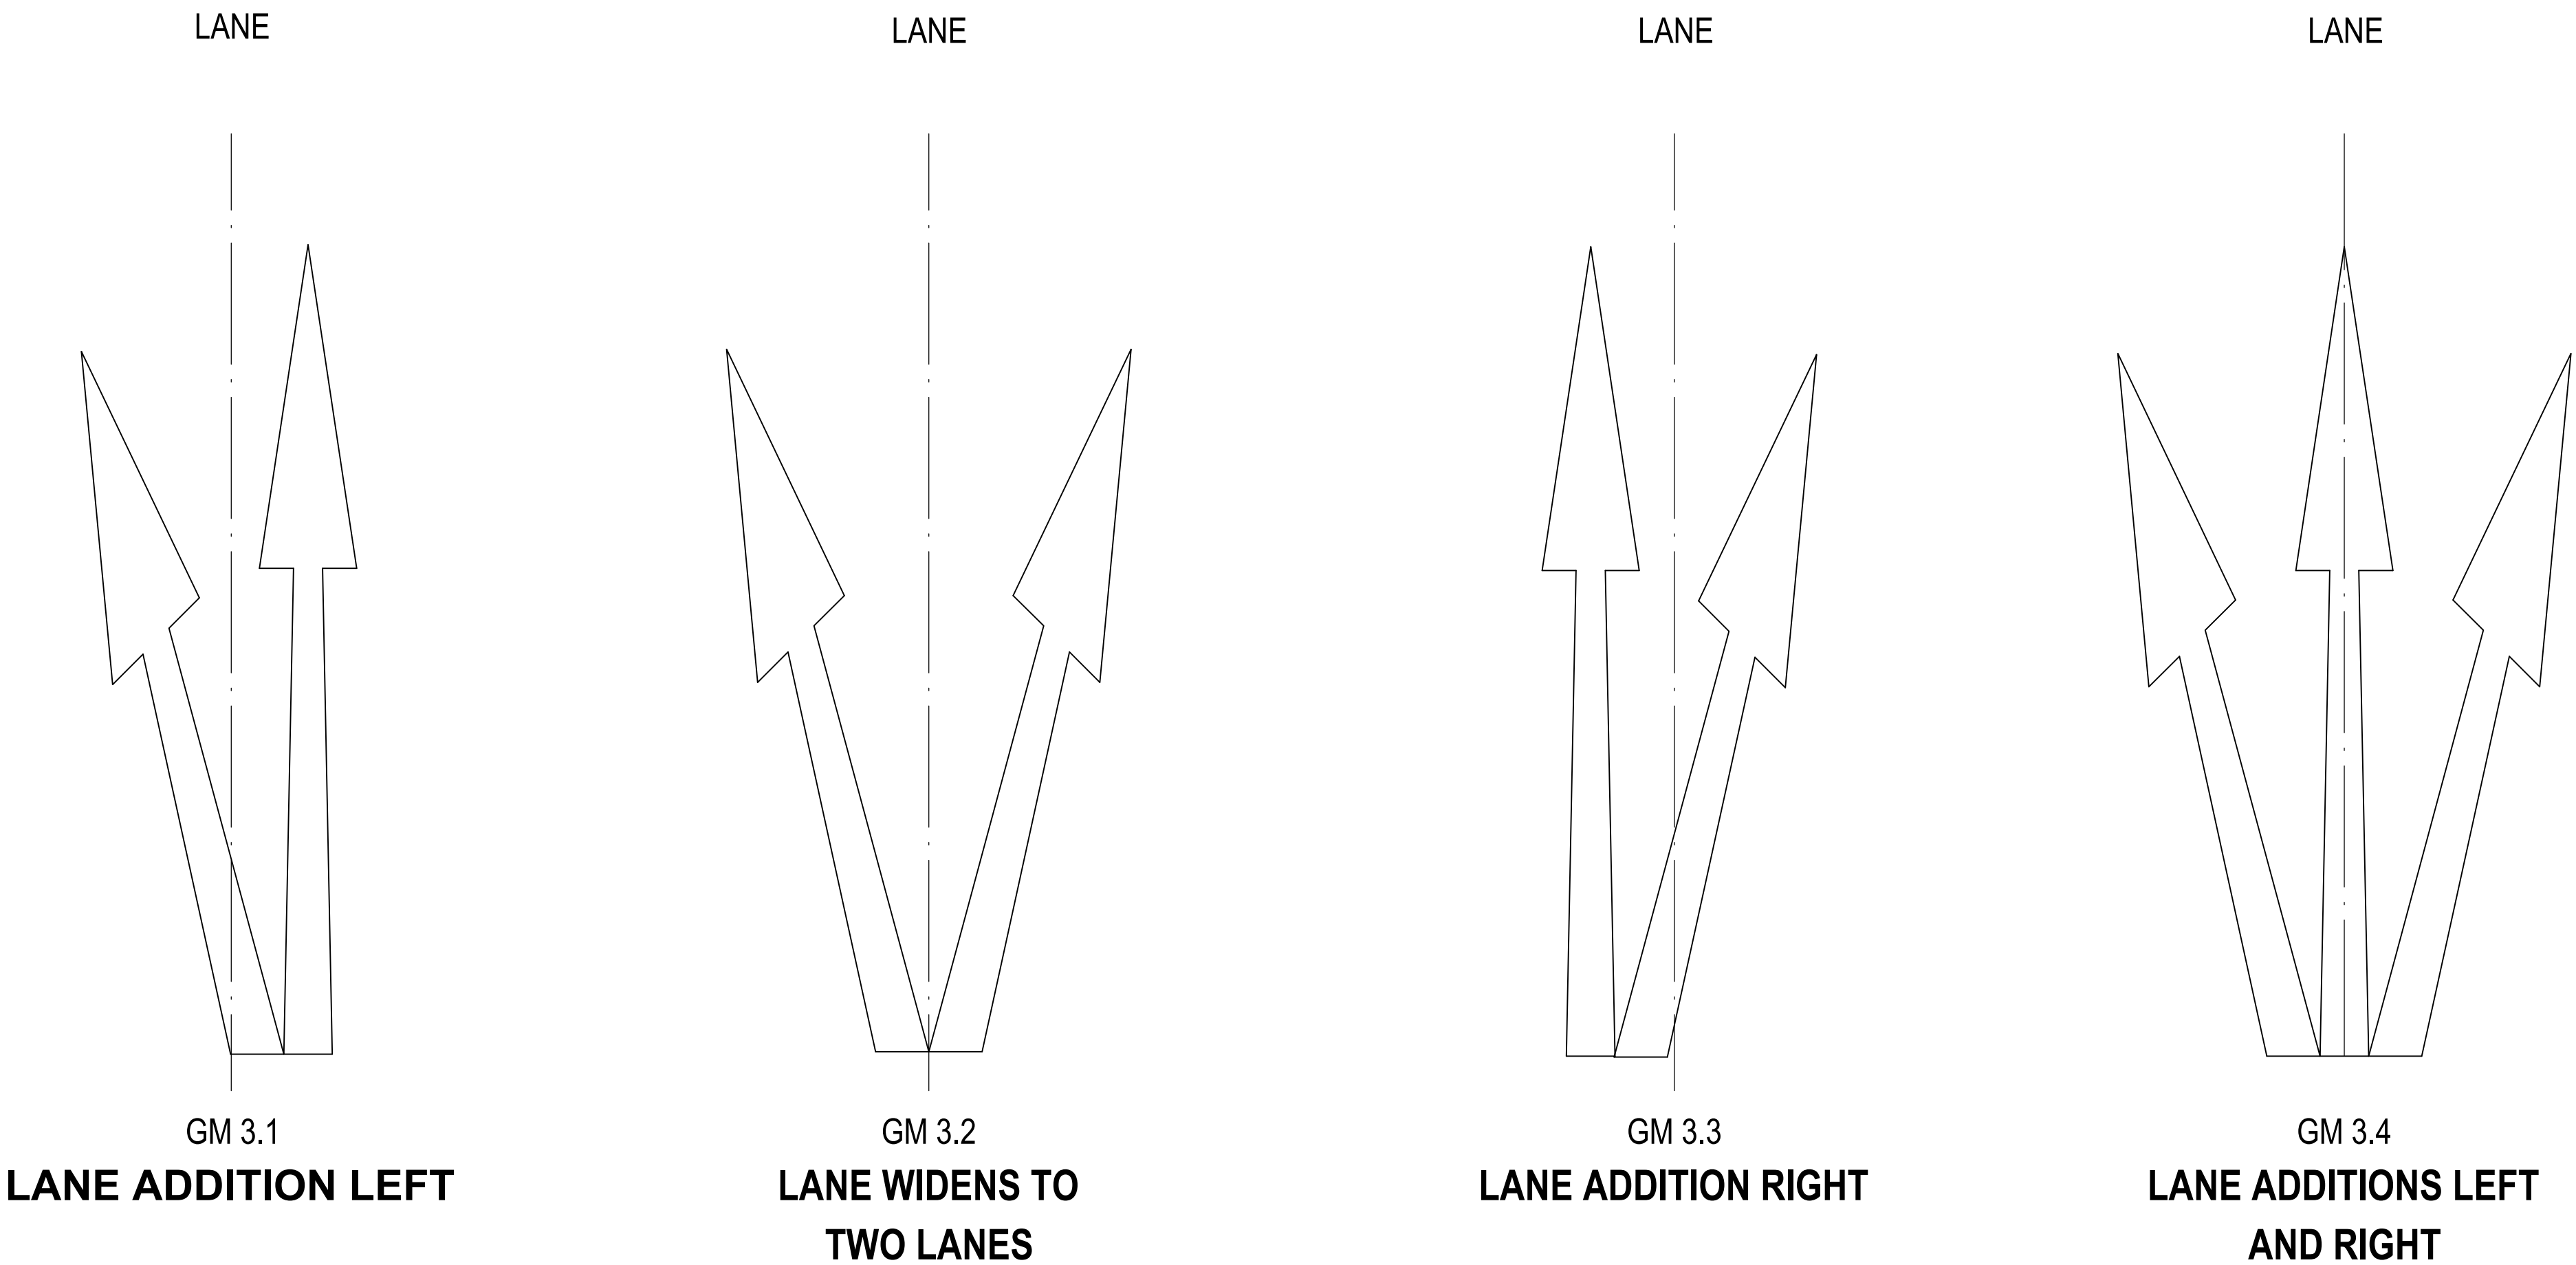 LANE
LANE
LANE
LANE
GM 3.1
LANE ADDITION LEFT
GM 3.2
LANE WIDENS TO
TWO LANES
GM 3.3
LANE ADDITION RIGHT
GM 3.4
LANE ADDITIONS LEFT
AND RIGHT